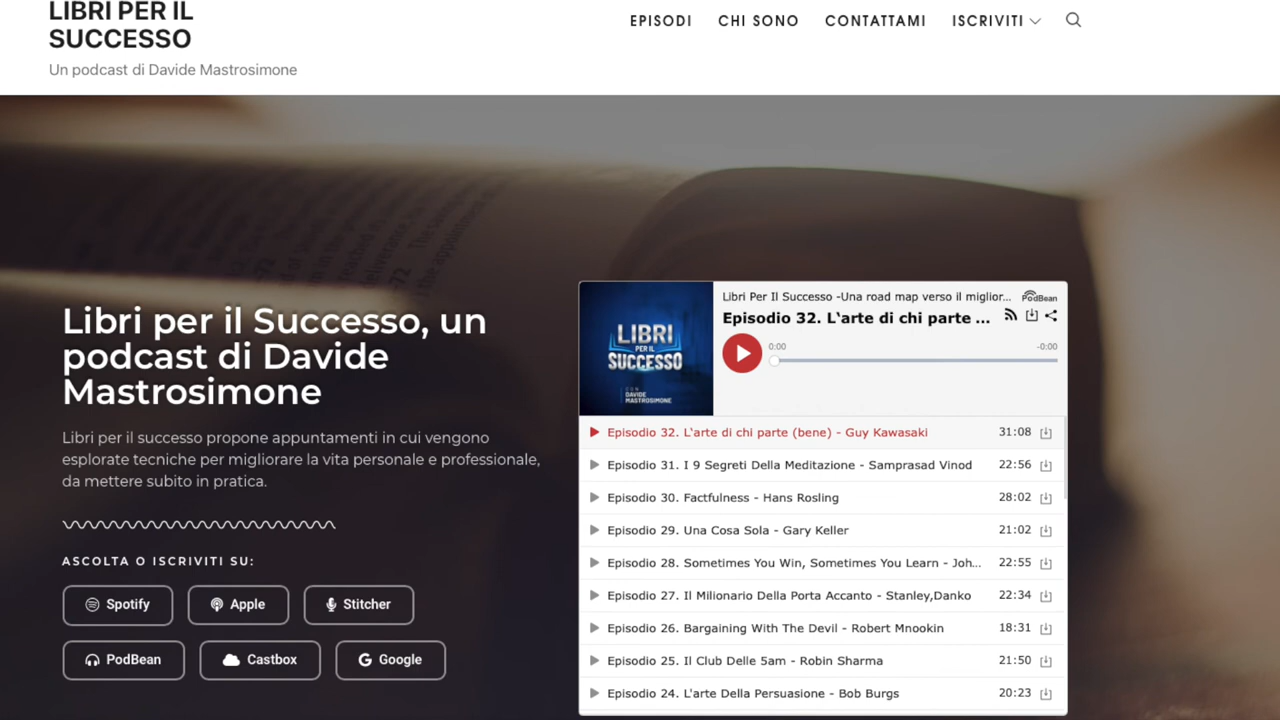 LIBRI PER IL
SUCCESSO
Un podcast di Davide Mastrosimone
EPISODI CHI SONO CONTATTAMI ISCRIVITI
Libri per il Successo, un
podcast di Davide
Mastrosimone
Libri per il successo propone appuntamenti in cui vengono
esplorate tecniche per migliorare la vita personale e professionale,
da mettere subito in pratica.
ASCOLTA O ISCRIVITI SU:
Spotify Apple Stitcher
PodBean Castbox Google
LIBRI
PER IL
SUCCESSO
CON
DAVIDE
MASTROSIMONE
Libri Per Il Successo -Una road map verso il miglior...
PodBean
Episodio 32. L'arte di chi parte ...
0:00 -0:00
Episodio 32. L'arte di chi parte (bene) - Guy Kawasaki 31:08
Episodio 31. I 9 Segreti Della Meditazione - Samprasad Vinod 22:56
Episodio 30. Factfulness - Hans Rosling 28:02
Episodio 29. Una Cosa Sola - Gary Keller 21:02
Episodio 28. Sometimes You Win, Sometimes You Learn - Joh... 22:55
Episodio 27. Il Milionario Della Porta Accanto - Stanley,Danko 22:34
Episodio 26. Bargaining With The Devil - Robert Mnookin 18:31
Episodio 25. Il Club Delle 5am - Robin Sharma 21:50
Episodio 24. L'arte Della Persuasione - Bob Burgs 20:23